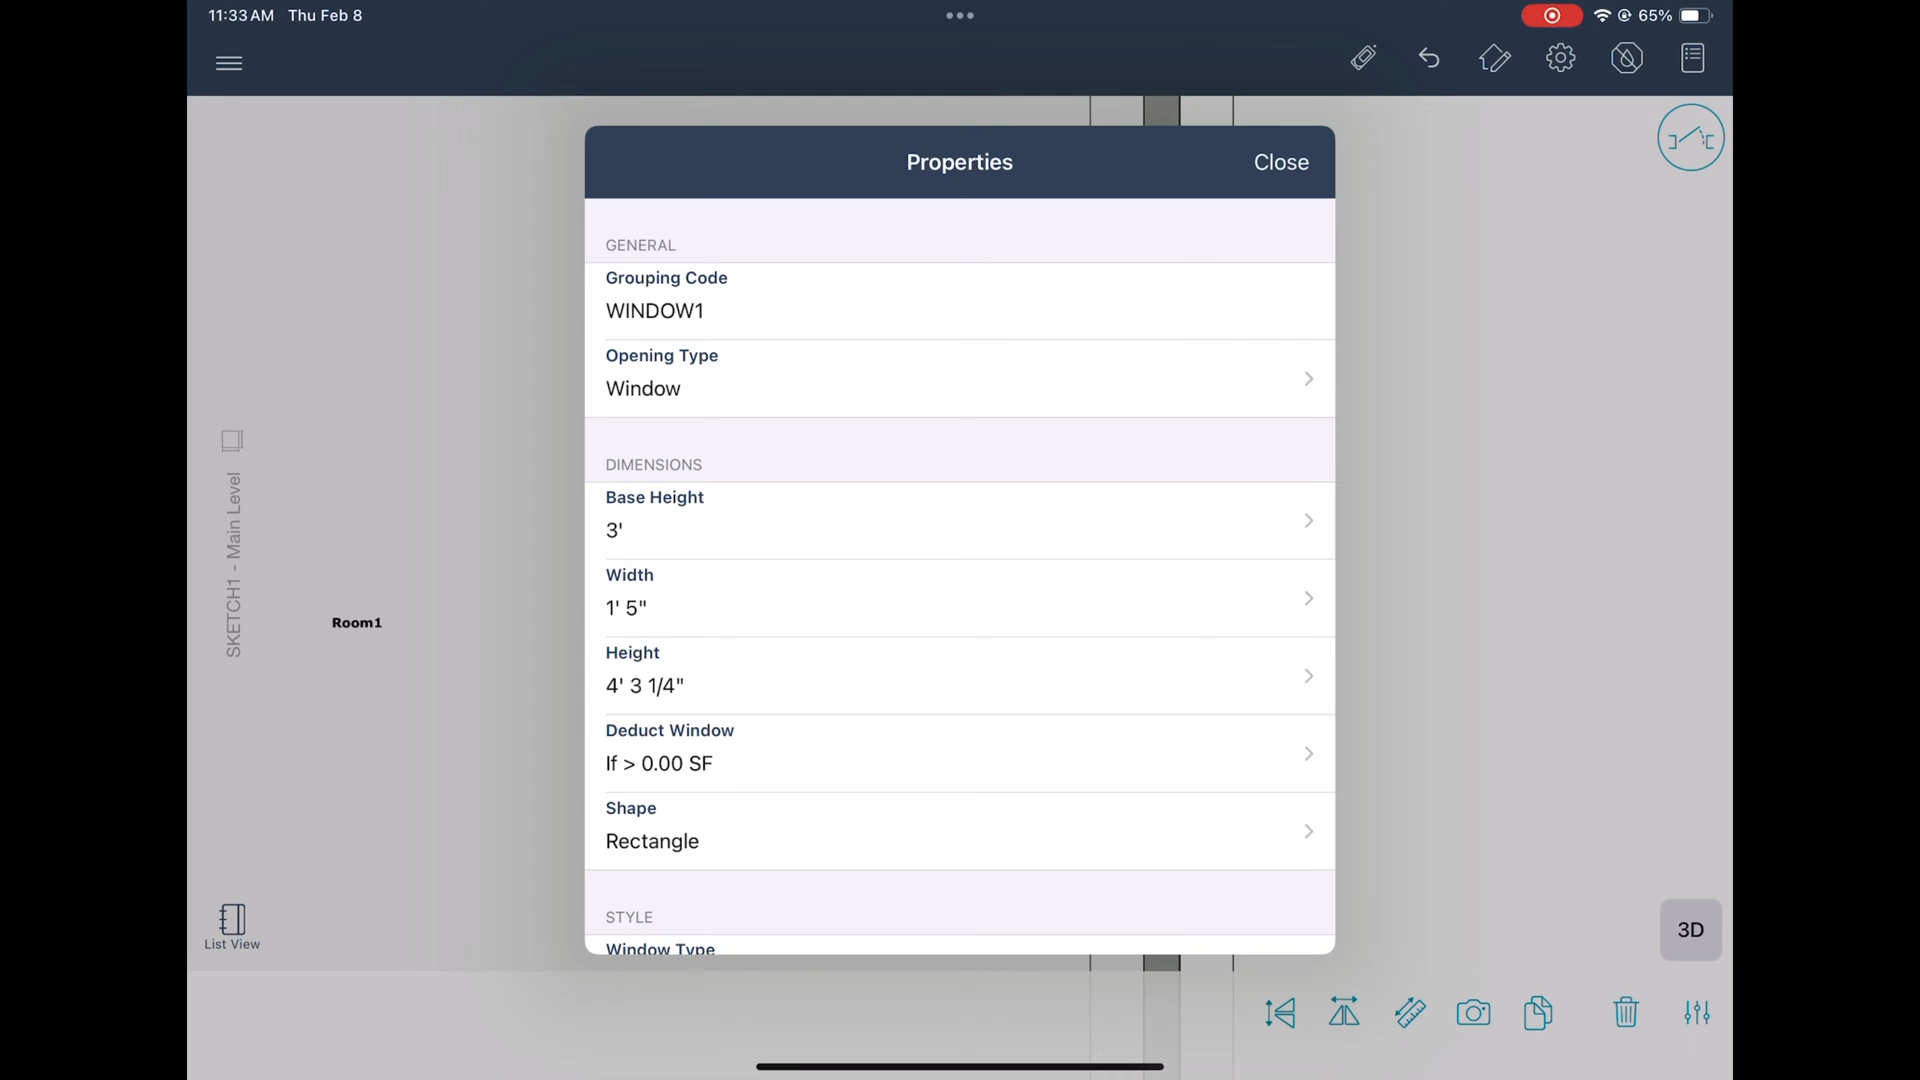 11:33 AM Thu Feb 8
65%
Properties
Close
GENERAL
Grouping Code
WINDOW1
Opening Type
Window
DIMENSIONS
Base Height
3'
Width
1' 5"
Height
4' 3 1/4"
Deduct Window
If > 0.00 SF
Shape
Rectangle
STYLE
Window Type
SKETCH1 - Main Level
Room1
List View
3D